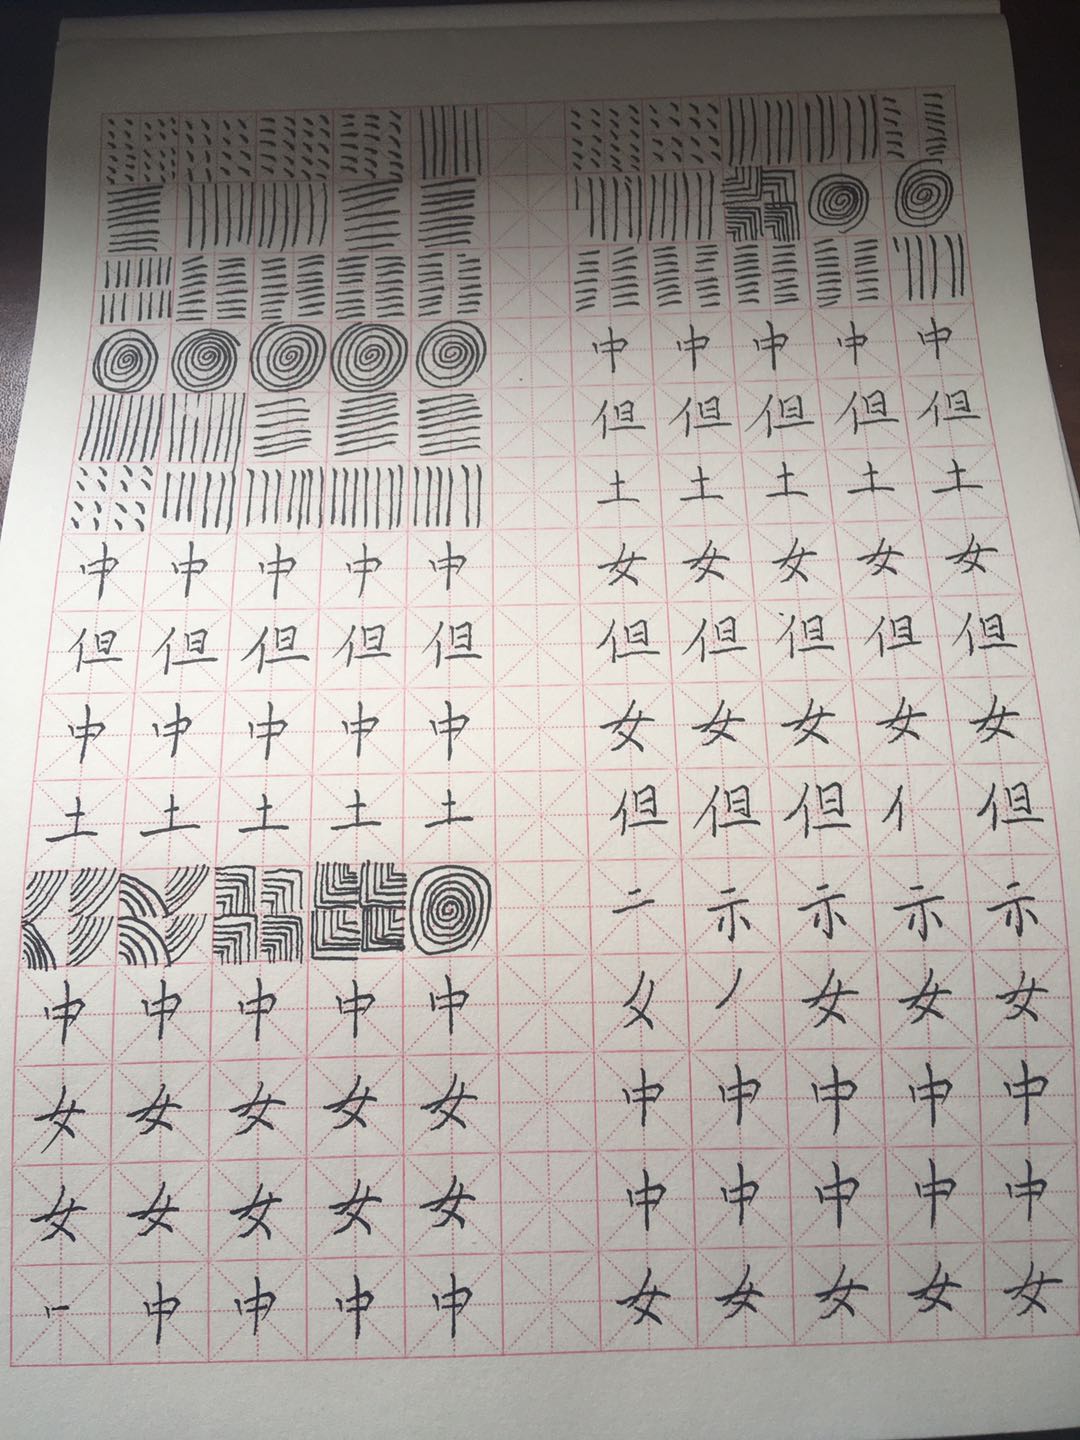 中 中 中 中 中
但 但 但 但 但
土 土 土 土 土
中 中 中 中 中 女 女 女 女 女
但 但 但 但 但 但 但 但 但 但
中 中 中 中 中 女 女 女 女 女
土 土 土 土 土 但 但 但 亻 但
二 示 示 示 示
中 中 中 中 中 丿 女 女 女
女 女 女 女 女 中 中 中 中 中
女 女 女 女 女 中 中 中 中 中
中 中 中 中 女 女 女 女 女